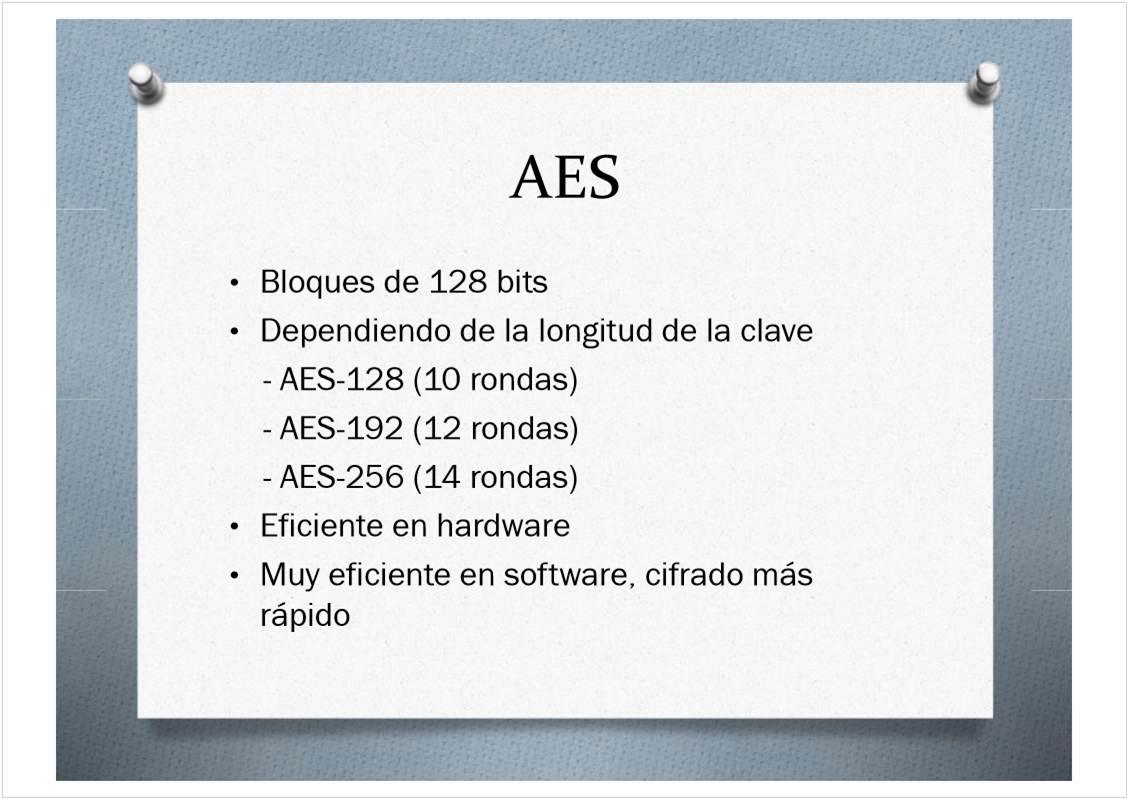 AES
• Bloques de 128 bits
• Dependiendo de la longitud de la clave
- AES-128 (10 rondas)
- AES-192 (12 rondas)
- AES-256 (14 rondas)
• Eficiente en hardware
• Muy eficiente en software, cifrado más
rápido